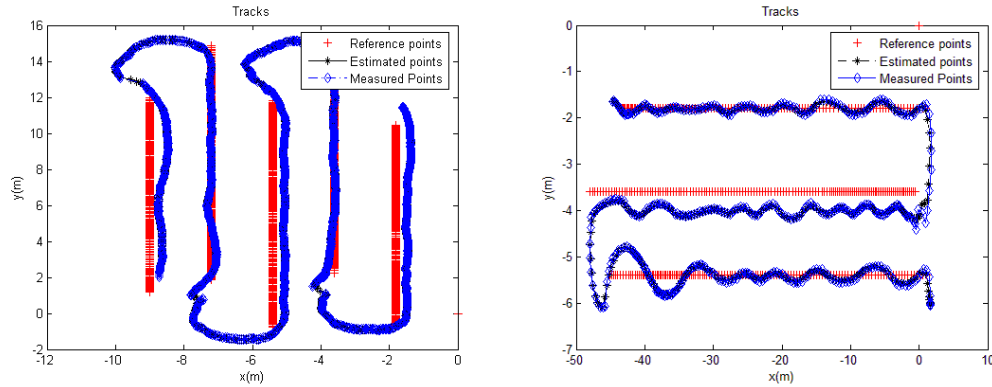 Tracks
16
14
12
10
8
6
4
2
0
-2
y(m)
-12
-10
-8
-6
-4
-2
0
x(m)
Reference points
Estimated points
Measured Points
Tracks
0
-1
-2
-3
-4
-5
-6
-7
y(m)
-50
-40
-30
-20
-10
0
10
x(m)
Reference points
Estimated points
Measured Points